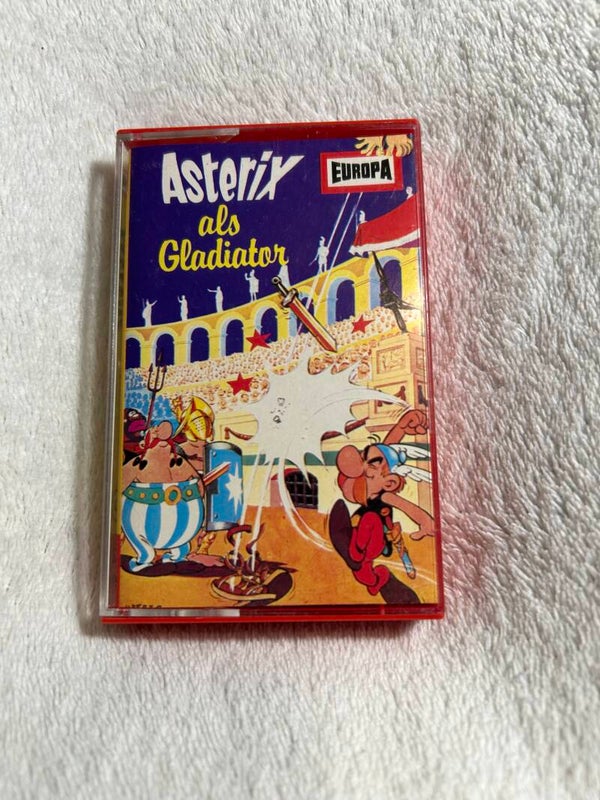 Asterix
EUROPA
als
Gladiator